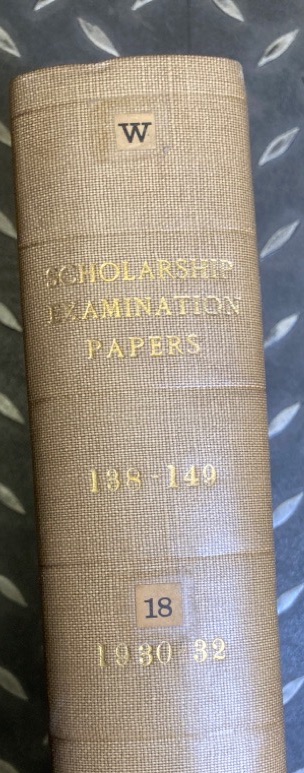 W
SCHOLARSHIP
EXAMINATION
PAPERS
138-149
18
1930-32